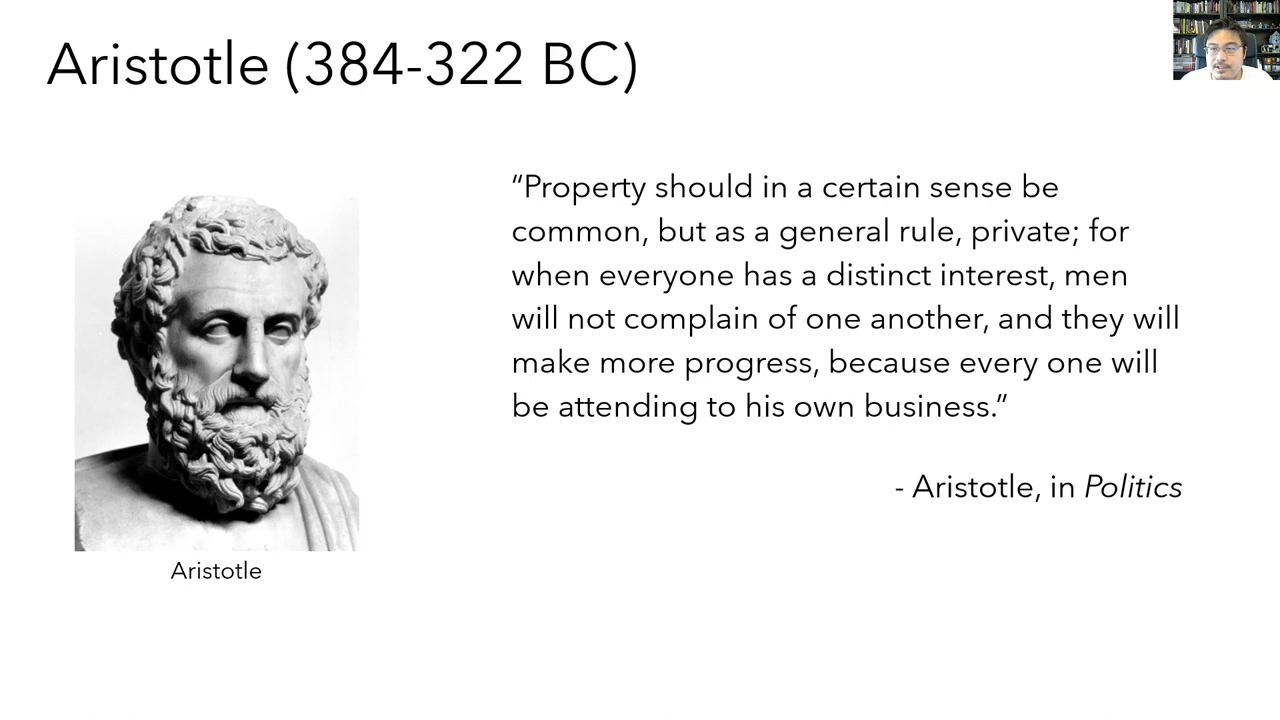 Aristotle (384-322 BC)
“Property should in a certain sense be
common, but as a general rule, private; for
when everyone has a distinct interest, men
will not complain of one another, and they will
make more progress, because every one will
be attending to his own business.”
- Aristotle, in Politics
Aristotle